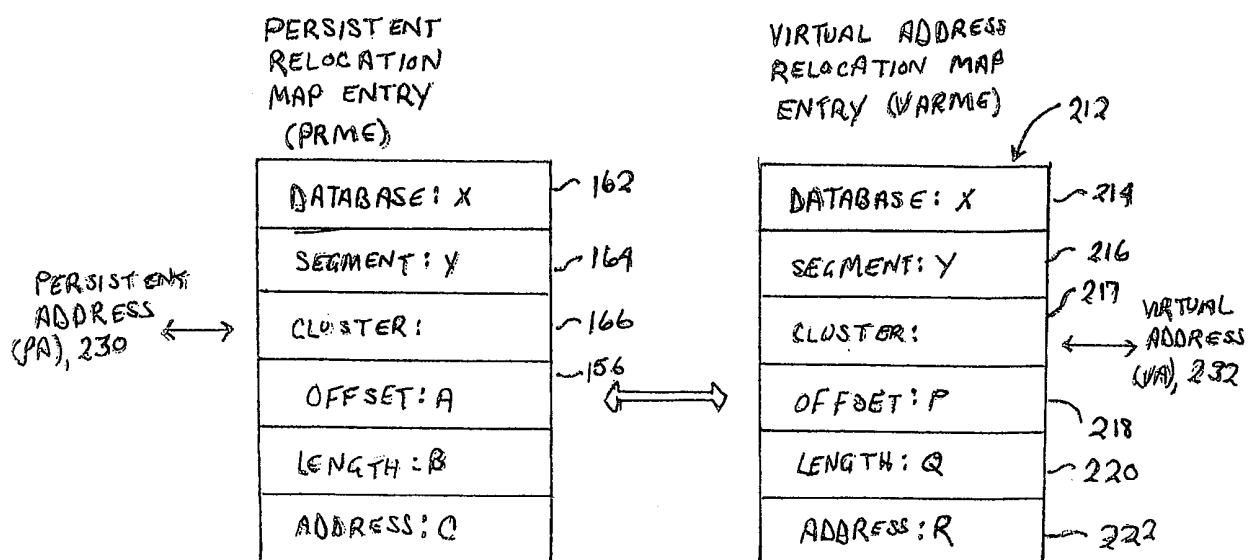 PERSISTENT
RELOCATION
MAP ENTRY
(PRME)
DATABASE: X
162
SEGMENT: Y
164
CLUSTER:
166
156
OFFSET: A
LENGTH: B
ADDRESS: C
PERSISTENT
ADDRESS
(PA), 230
VIRTUAL ADDRESS
RELOCATION MAP
ENTRY (VARME)
212
DATABASE: X
214
SEGMENT: Y
216
217
CLUSTER:
OFFSET: P
218
LENGTH: Q
220
ADDRESS: R
222
VIRTUAL
ADDRESS
(VA), 232